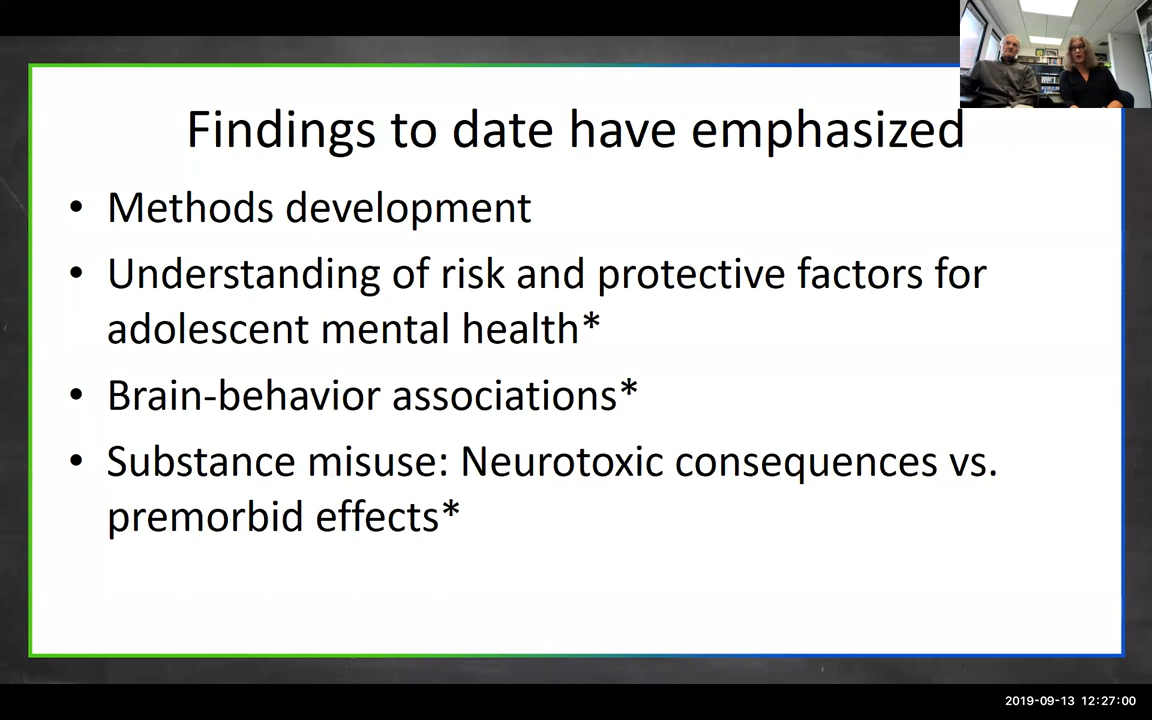 Findings to date have emphasized
• Methods development
• Understanding of risk and protective factors for
adolescent mental health*
• Brain-behavior associations*
• Substance misuse: Neurotoxic consequences vs.
premorbid effects*
2019-09-13 12:27:00